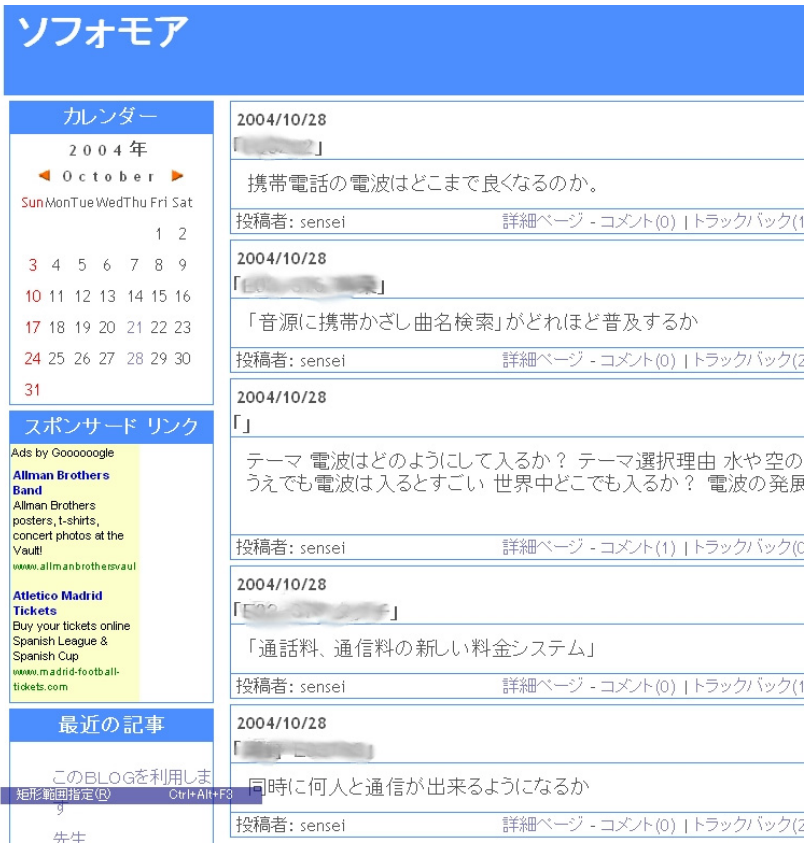 ソフォモア
カレンダー
2004年
October
Sun Mon Tue Wed Thu Fri Sat
1 2
3 4 5 6 7 8 9
10 11 12 13 14 15 16
17 18 19 20 21 22 23
24 25 26 27 28 29 30
31
スポンサード リンク
Ads by Goooooogle
Allman Brothers
Band
Allman Brothers
posters, t-shirts,
concert photos at the
Vault!
www.allmanbrothersvaul
Atletico Madrid
Tickets
Buy your tickets online
Spanish League &
Spanish Cup
www.madrid-football-
tickets.com
最近の記事
このBLOGを利用しま
矩形範囲指定(R) Ctrl+Alt+F3
す
先生
2004/10/28
「」
携帯電話の電波はどこまで良くなるのか。
投稿者: sensei 詳細ページ - コメント(0) | トラックバック(1
2004/10/28
「」
「音源に携帯かざし曲名検索」がどれほど普及するか
投稿者: sensei 詳細ページ - コメント(0) | トラックバック(2
2004/10/28
「」
テーマ 電波はどのようにして入るか? テーマ選択理由 水や空の
うえでも電波は入るとすごい 世界中どこでも入るか? 電波の発展
投稿者: sensei 詳細ページ - コメント(1) | トラックバック(0
2004/10/28
「」
「通話料、通信料の新しい料金システム」
投稿者: sensei 詳細ページ - コメント(0) | トラックバック(1
2004/10/28
「」
同時に何人と通信が出来るようになるか
投稿者: sensei 詳細ページ - コメント(0) | トラックバック(2